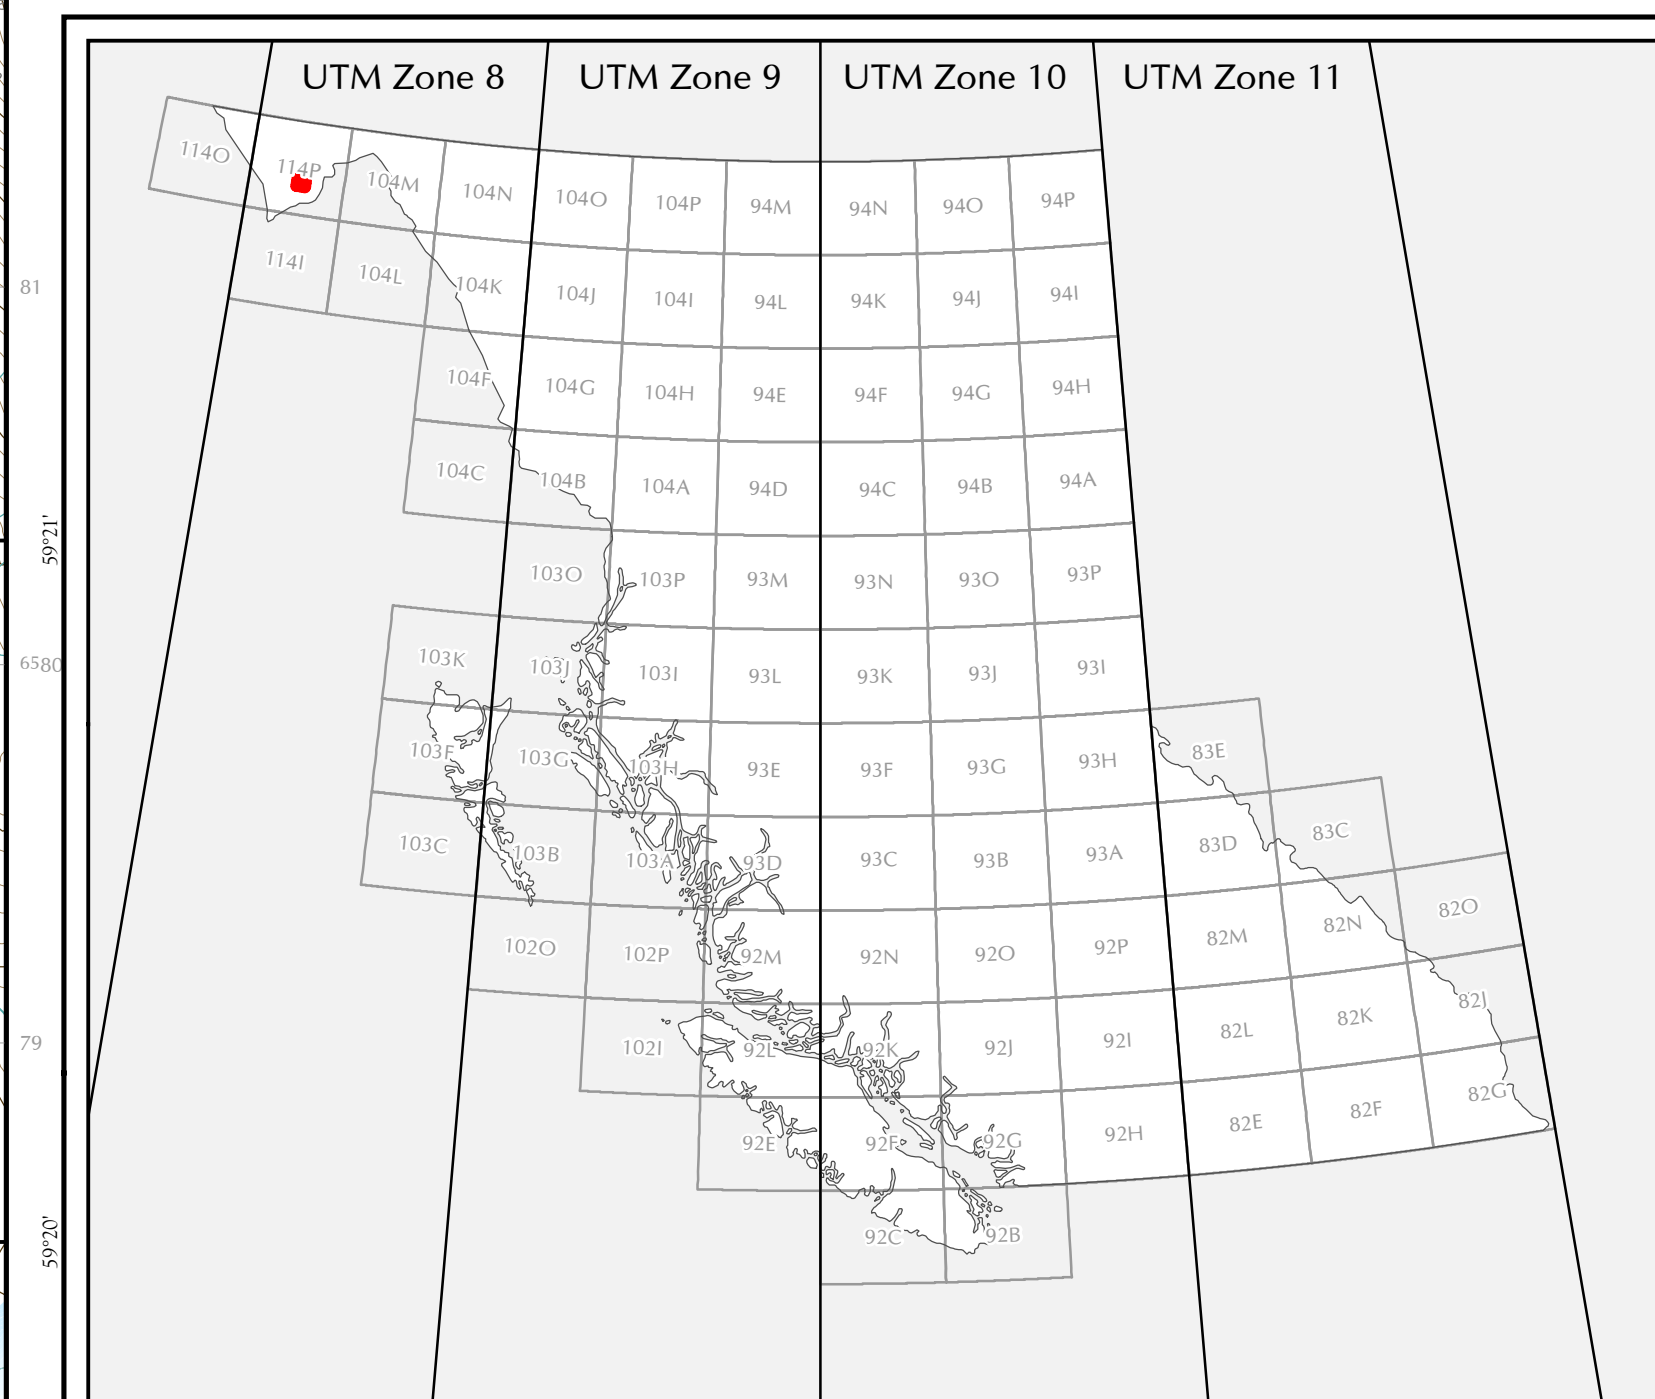 UTM Zone 8 UTM Zone 9 UTM Zone 10 UTM Zone 11
114O 114P 104M 104N 104O 104P 94M 94N 94O 94P
114I 104L 104K 104J 104I 94L 94K 94J 94I
81
104F 104G 104H 94E 94F 94G 94H
104C 104B 104A 94D 94C 94B 94A
59°21'
103O 103P 93M 93N 93O 93P
6580
103K 103J 103I 93L 93K 93J 93I
103F 103G 103H 93E 93F 93G 93H 83E
103C 103B 103A 93D 93C 93B 93A 83D 83C
102O 102P 92M 92N 92O 92P 82M 82N 82O
79
102I 92L 92K 92J 92I 82L 82K 82J
92E 92F 92G 92H 82E 82F 82G
59°20'
92C 92B